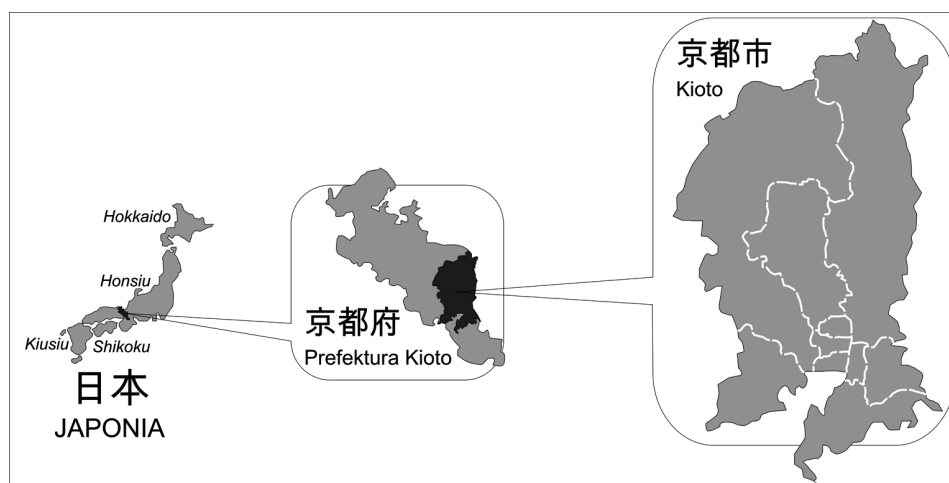 Hokkaido
Honsiu
Kiusiu
Shikoku
日本
JAPONIA
京都府
Prefektura Kioto
京都市
Kioto